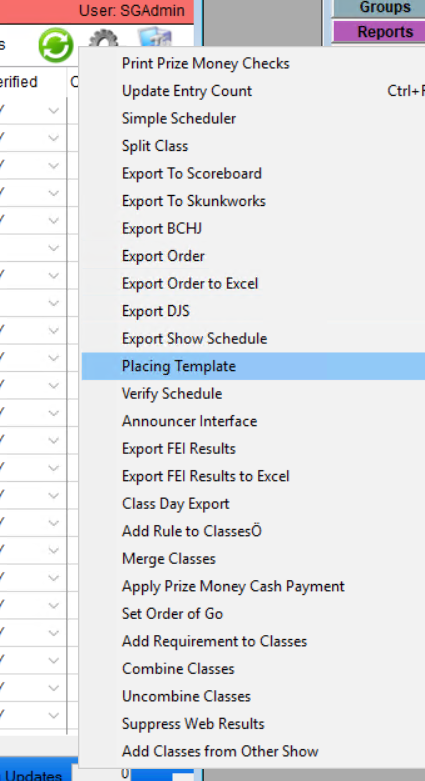 User: SGAdmin
Groups
Reports
s
erified
C
Print Prize Money Checks
Update Entry Count Ctrl+F
Simple Scheduler
Split Class
Export To Scoreboard
Export To Skunkworks
Export BCHJ
Export Order
Export Order to Excel
Export DJS
Export Show Schedule
Placing Template
Verify Schedule
Announcer Interface
Export FEI Results
Export FEI Results to Excel
Class Day Export
Add Rule to ClassesÖ
Merge Classes
Apply Prize Money Cash Payment
Set Order of Go
Add Requirement to Classes
Combine Classes
Uncombine Classes
Suppress Web Results
Add Classes from Other Show
Updates 0